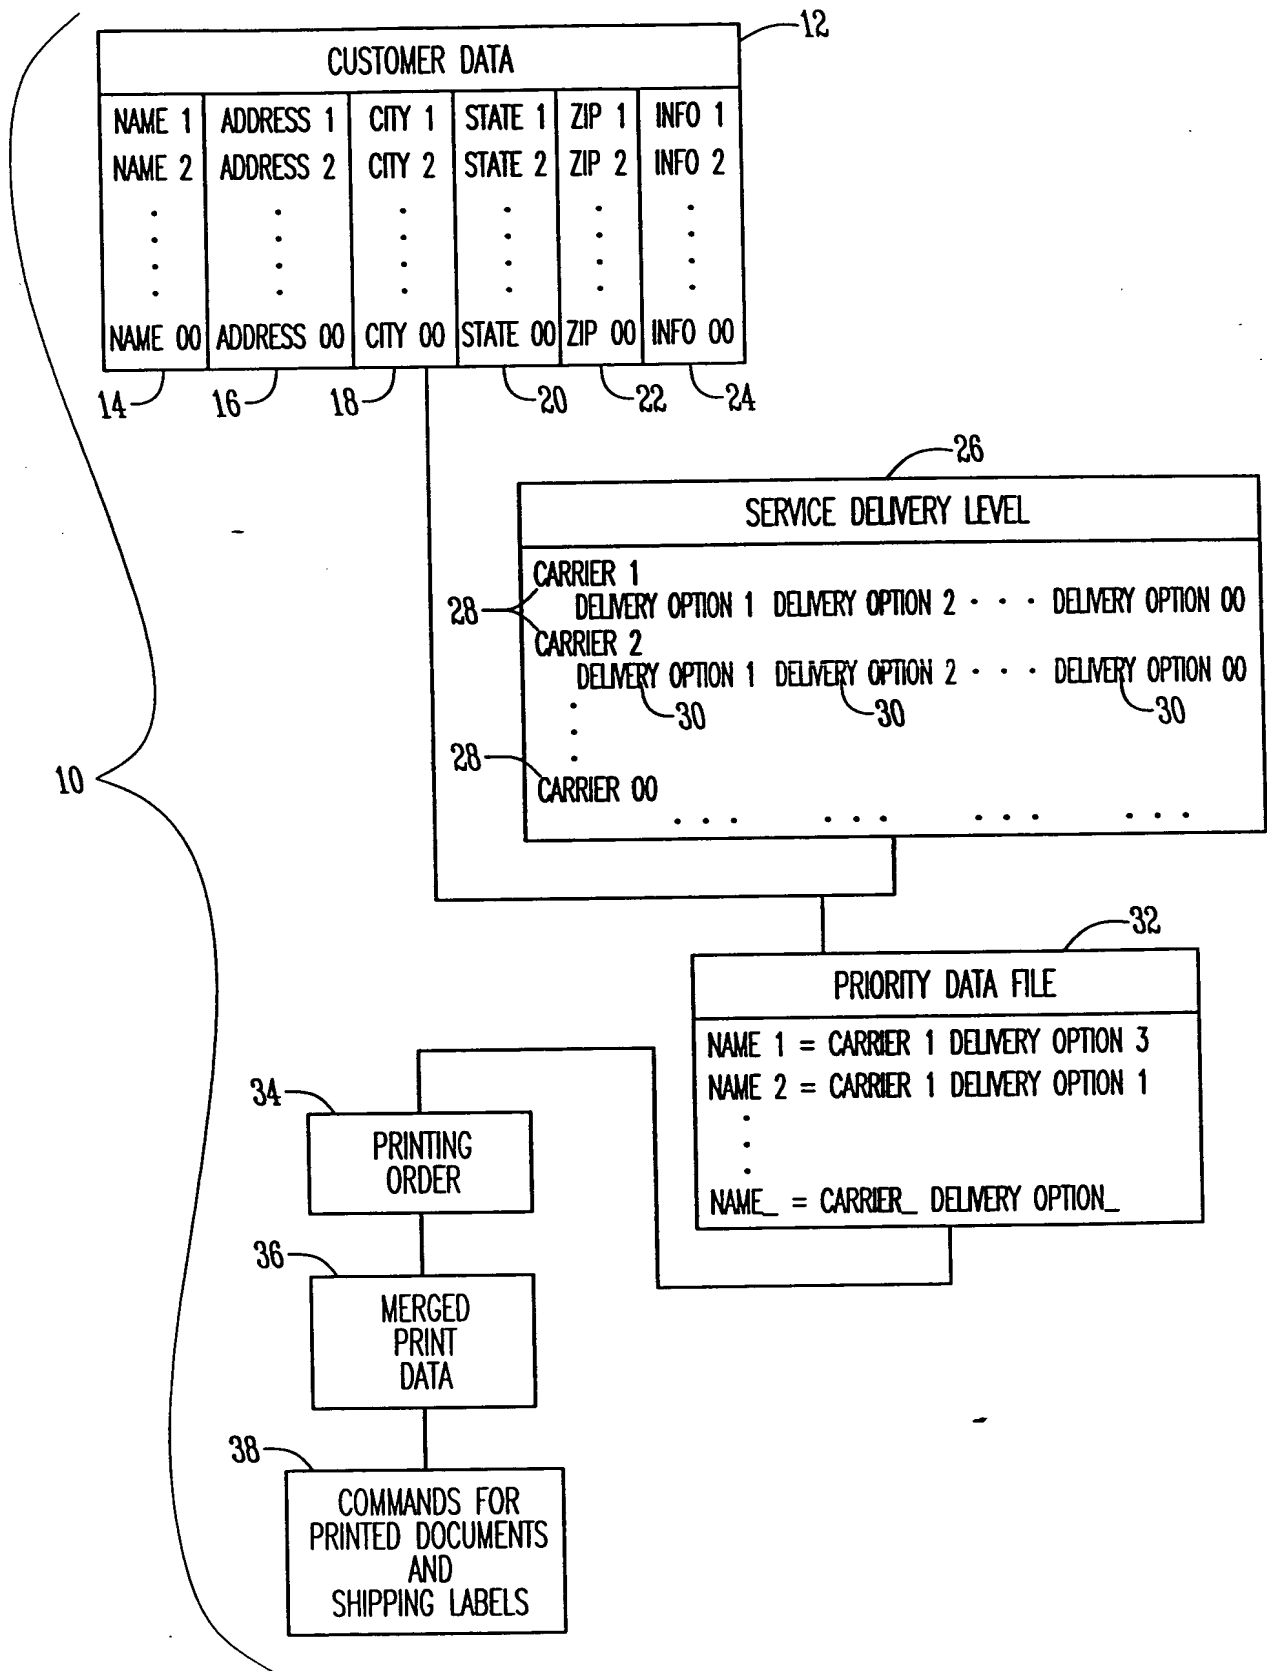 12
CUSTOMER DATA
NAME 1 ADDRESS 1 CITY 1 STATE 1 ZIP 1 INFO 1
NAME 2 ADDRESS 2 CITY 2 STATE 2 ZIP 2 INFO 2
NAME 00 ADDRESS 00 CITY 00 STATE 00 ZIP 00 INFO 00
14 16 18 20 22 24
26
SERVICE DELIVERY LEVEL
CARRIER 1
28 DELIVERY OPTION 1 DELIVERY OPTION 2 · · · DELIVERY OPTION 00
CARRIER 2
DELIVERY OPTION 1 DELIVERY OPTION 2 · · · DELIVERY OPTION 00
30 30 30
28
CARRIER 00
· · · · · · · · · · · ·
10
32
PRIORITY DATA FILE
NAME 1 = CARRIER 1 DELIVERY OPTION 3
NAME 2 = CARRIER 1 DELIVERY OPTION 1
NAME_ = CARRIER_ DELIVERY OPTION_
34
PRINTING
ORDER
36
MERGED
PRINT
DATA
38
COMMANDS FOR
PRINTED DOCUMENTS
AND
SHIPPING LABELS